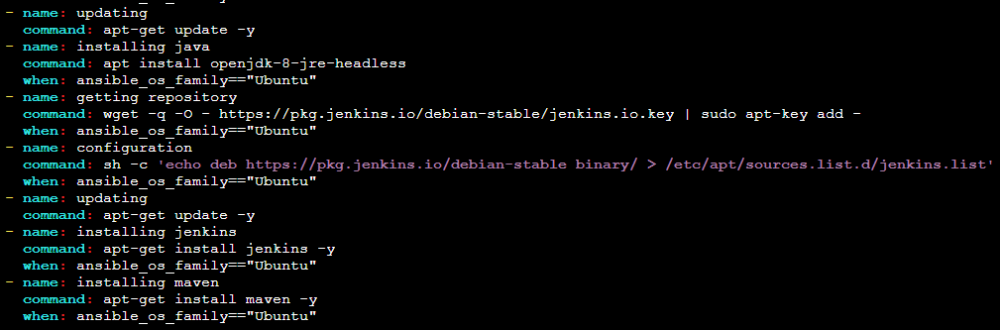 - name: updating
  command: apt-get update -y
- name: installing java
  command: apt install openjdk-8-jre-headless
  when: ansible_os_family=="Ubuntu"
- name: getting repository
  command: wget -q -O - https://pkg.jenkins.io/debian-stable/jenkins.io.key | sudo apt-key add -
  when: ansible_os_family=="Ubuntu"
- name: configuration
  command: sh -c 'echo deb https://pkg.jenkins.io/debian-stable binary/ > /etc/apt/sources.list.d/jenkins.list'
  when: ansible_os_family=="Ubuntu"
- name: updating
  command: apt-get update -y
- name: installing jenkins
  command: apt-get install jenkins -y
  when: ansible_os_family=="Ubuntu"
- name: installing maven
  command: apt-get install maven -y
  when: ansible_os_family=="Ubuntu"